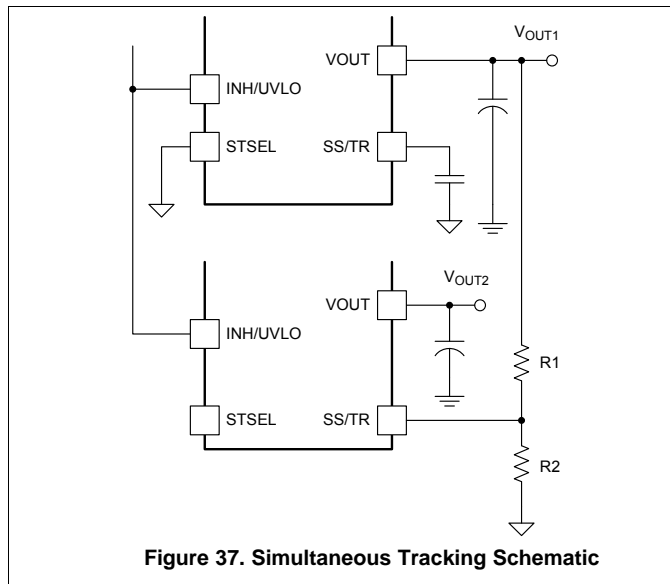 VOUT1
VOUT
INH/UVLO
STSEL
SS/TR
VOUT2
VOUT
INH/UVLO
R1
STSEL
SS/TR
R2
Figure 37. Simultaneous Tracking Schematic